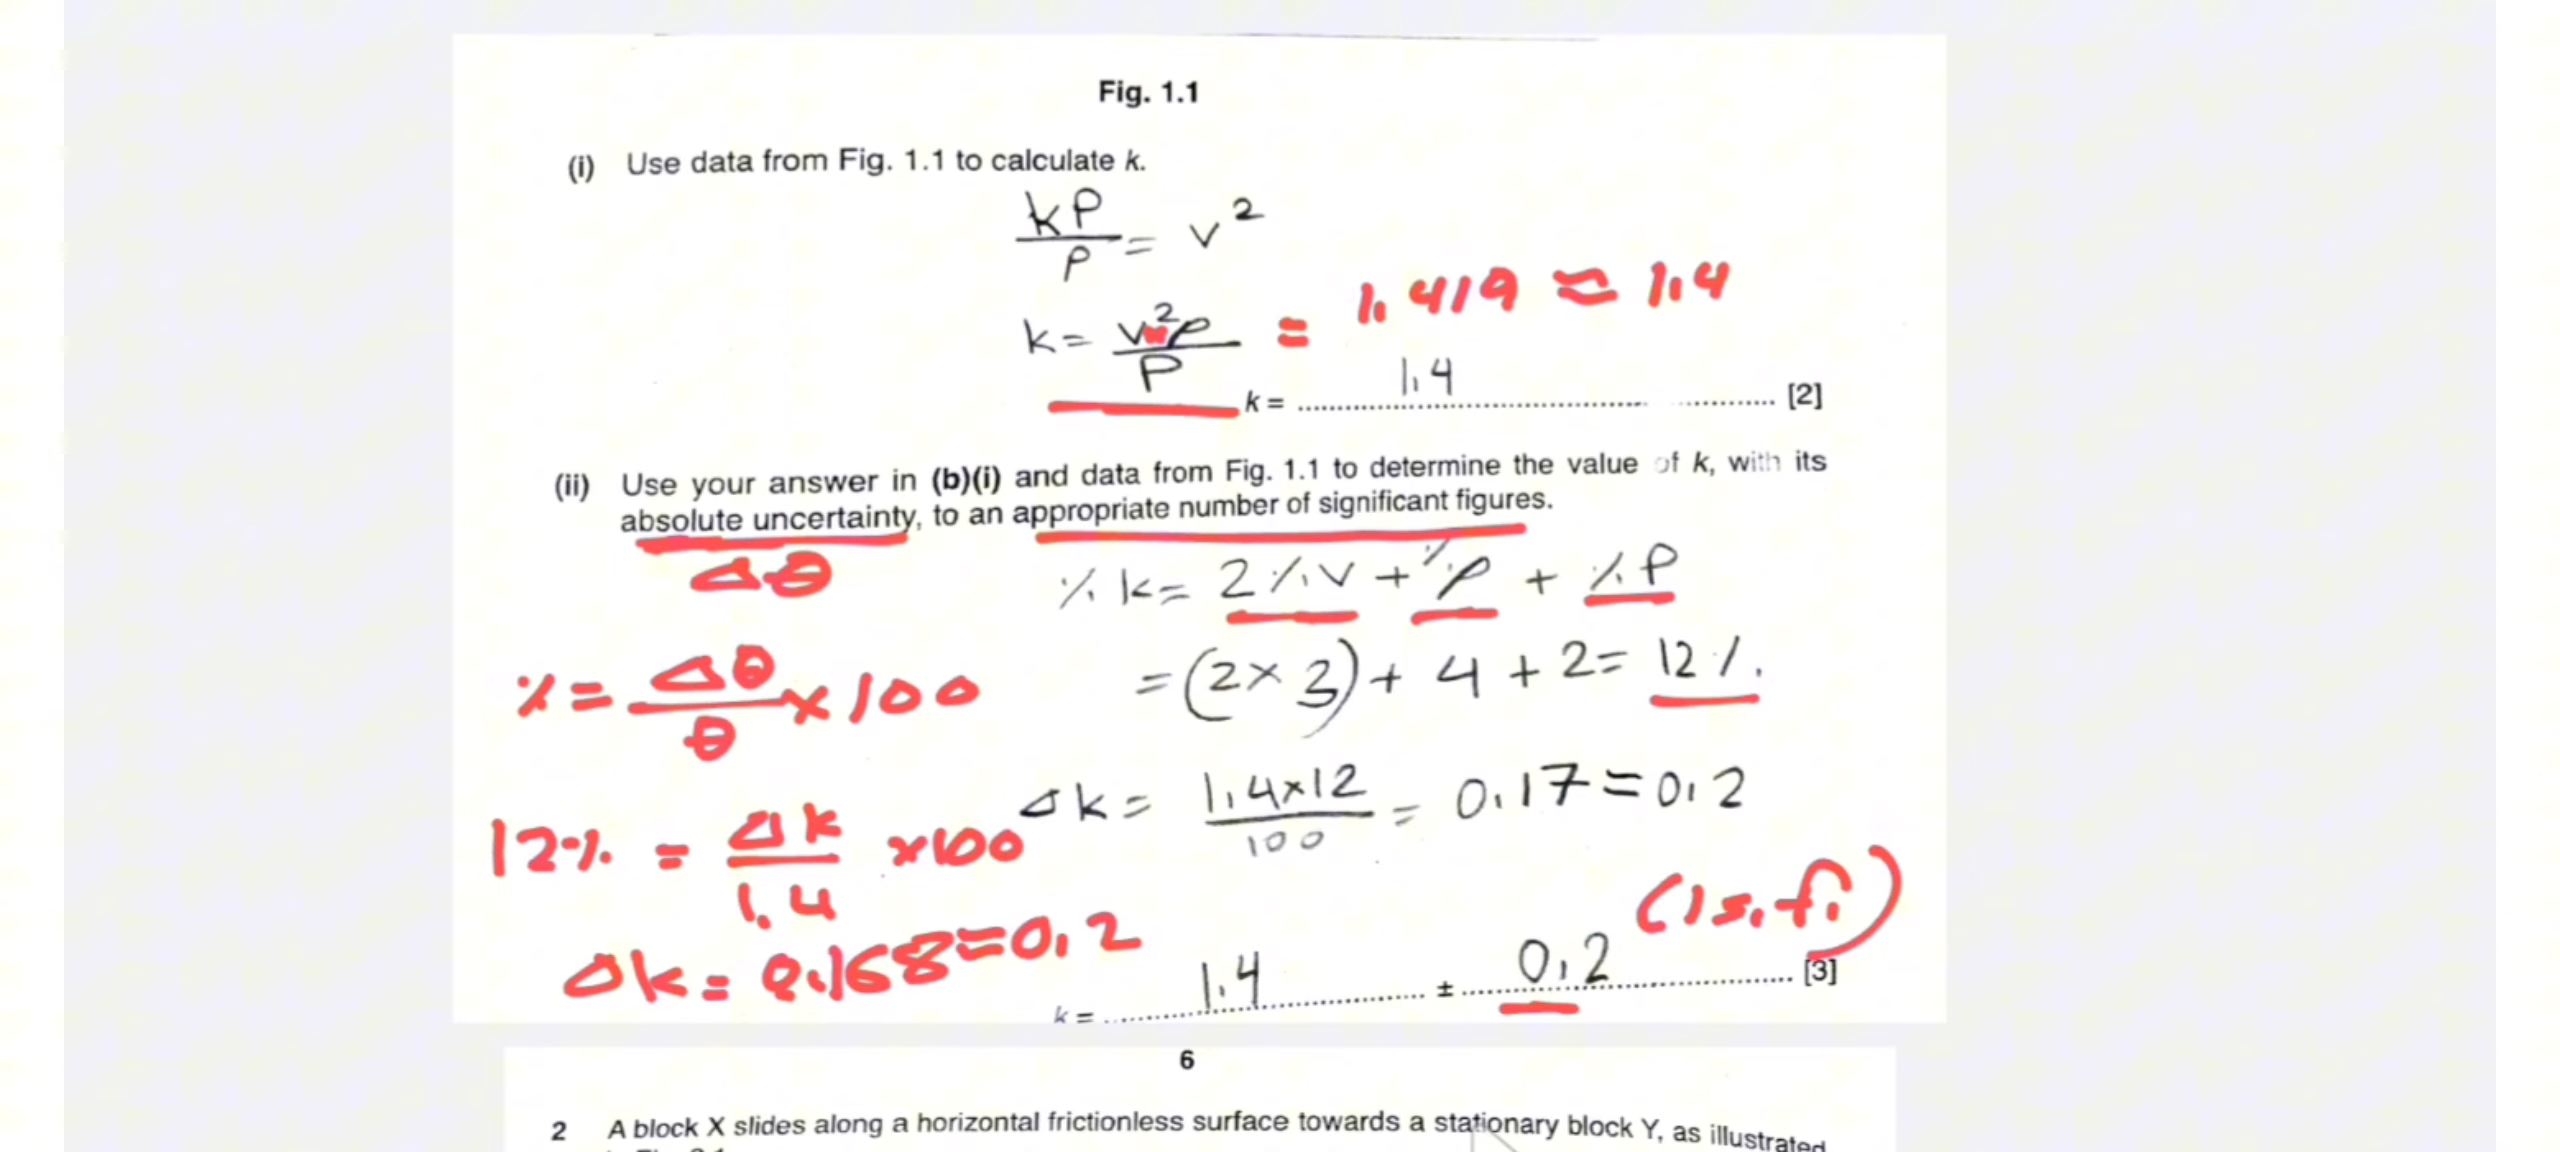 Fig. 1.1
(i) Use data from Fig. 1.1 to calculate k.
kP/ρ = v²
k = v²ρ/P = 1.419 ≈ 1.4
k = 1.4 [2]
(ii) Use your answer in (b)(i) and data from Fig. 1.1 to determine the value of k, with its
absolute uncertainty, to an appropriate number of significant figures.
Δθ
% k = 2 % v + % ρ + % P
% = Δθ/θ × 100
= (2 × 3) + 4 + 2 = 12 %.
Δk = 1.4×12/100 = 0.17 = 0.2
12% = Δk/1.4 ×100
(1 s.f.)
Δk = 0.168 = 0.2
k = 1.4 ± 0.2 [3]
6
2 A block X slides along a horizontal frictionless surface towards a stationary block Y, as illustrated